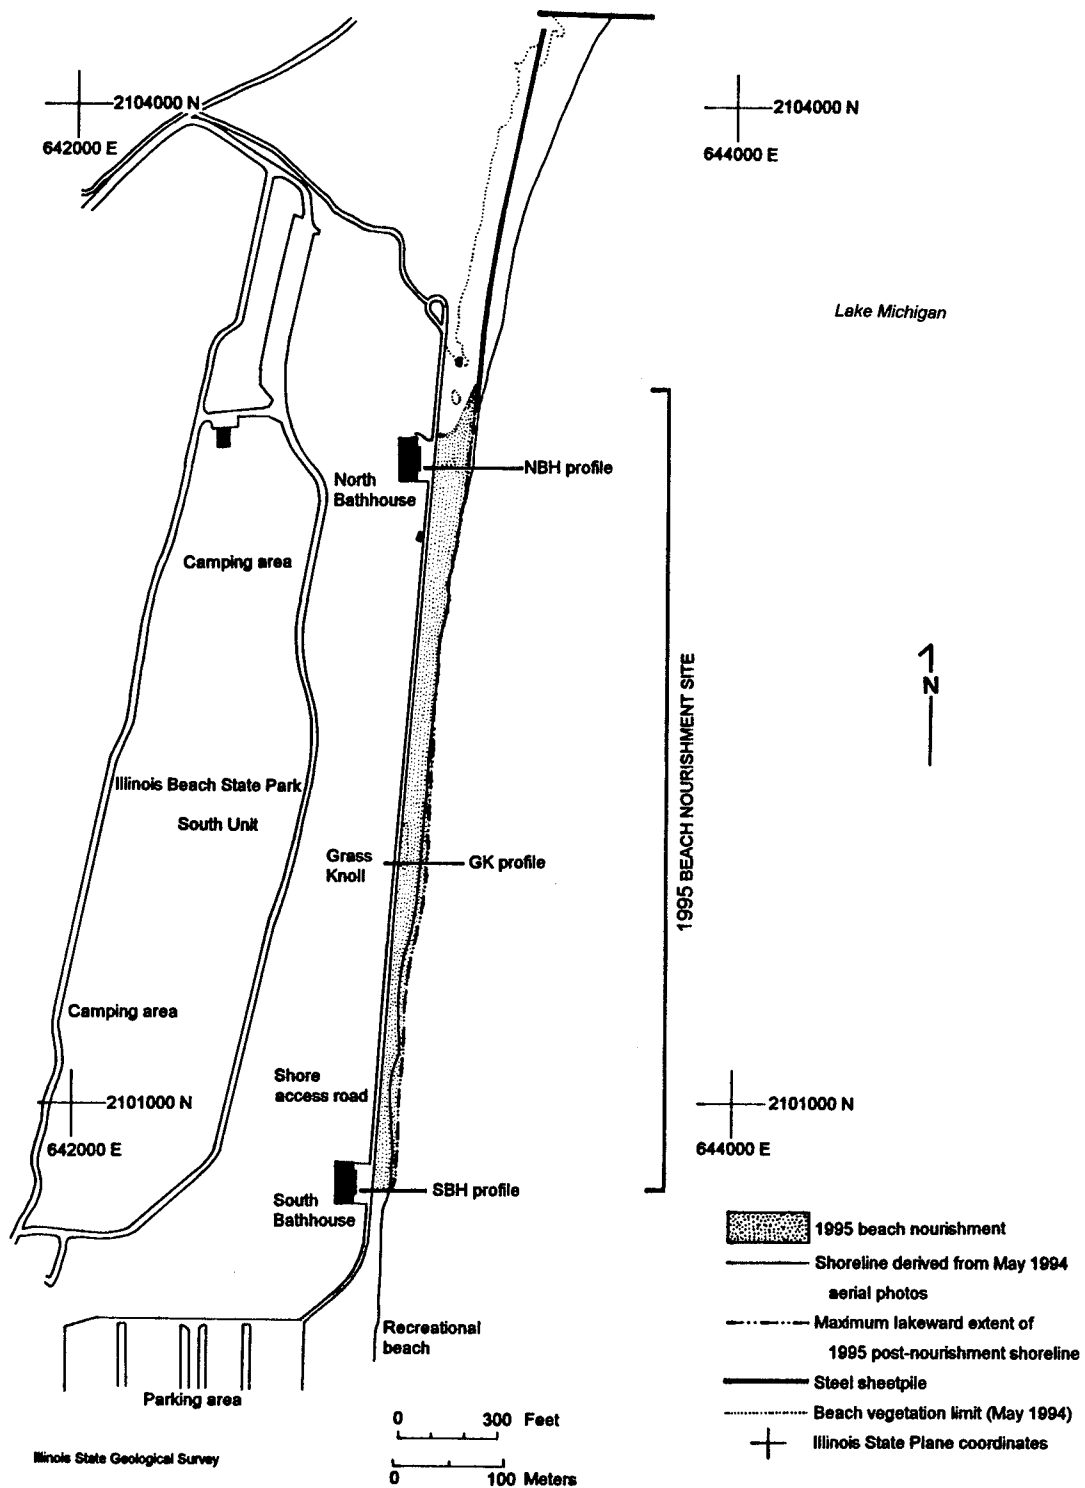 2104000 N
642000 E
2104000 N
644000 E
Lake Michigan
North
Bathhouse
NBH profile
Camping area
1995 BEACH NOURISHMENT SITE
N
Illinois Beach State Park
South Unit
Grass
Knoll
GK profile
Camping area
Shore
access road
2101000 N
642000 E
2101000 N
644000 E
South
Bathhouse
SBH profile
1995 beach nourishment
Shoreline derived from May 1994
aerial photos
Maximum lakeward extent of
1995 post-nourishment shoreline
Steel sheetpile
Beach vegetation limit (May 1994)
Illinois State Plane coordinates
Recreational
beach
Parking area
0 300 Feet
0 100 Meters
Illinois State Geological Survey